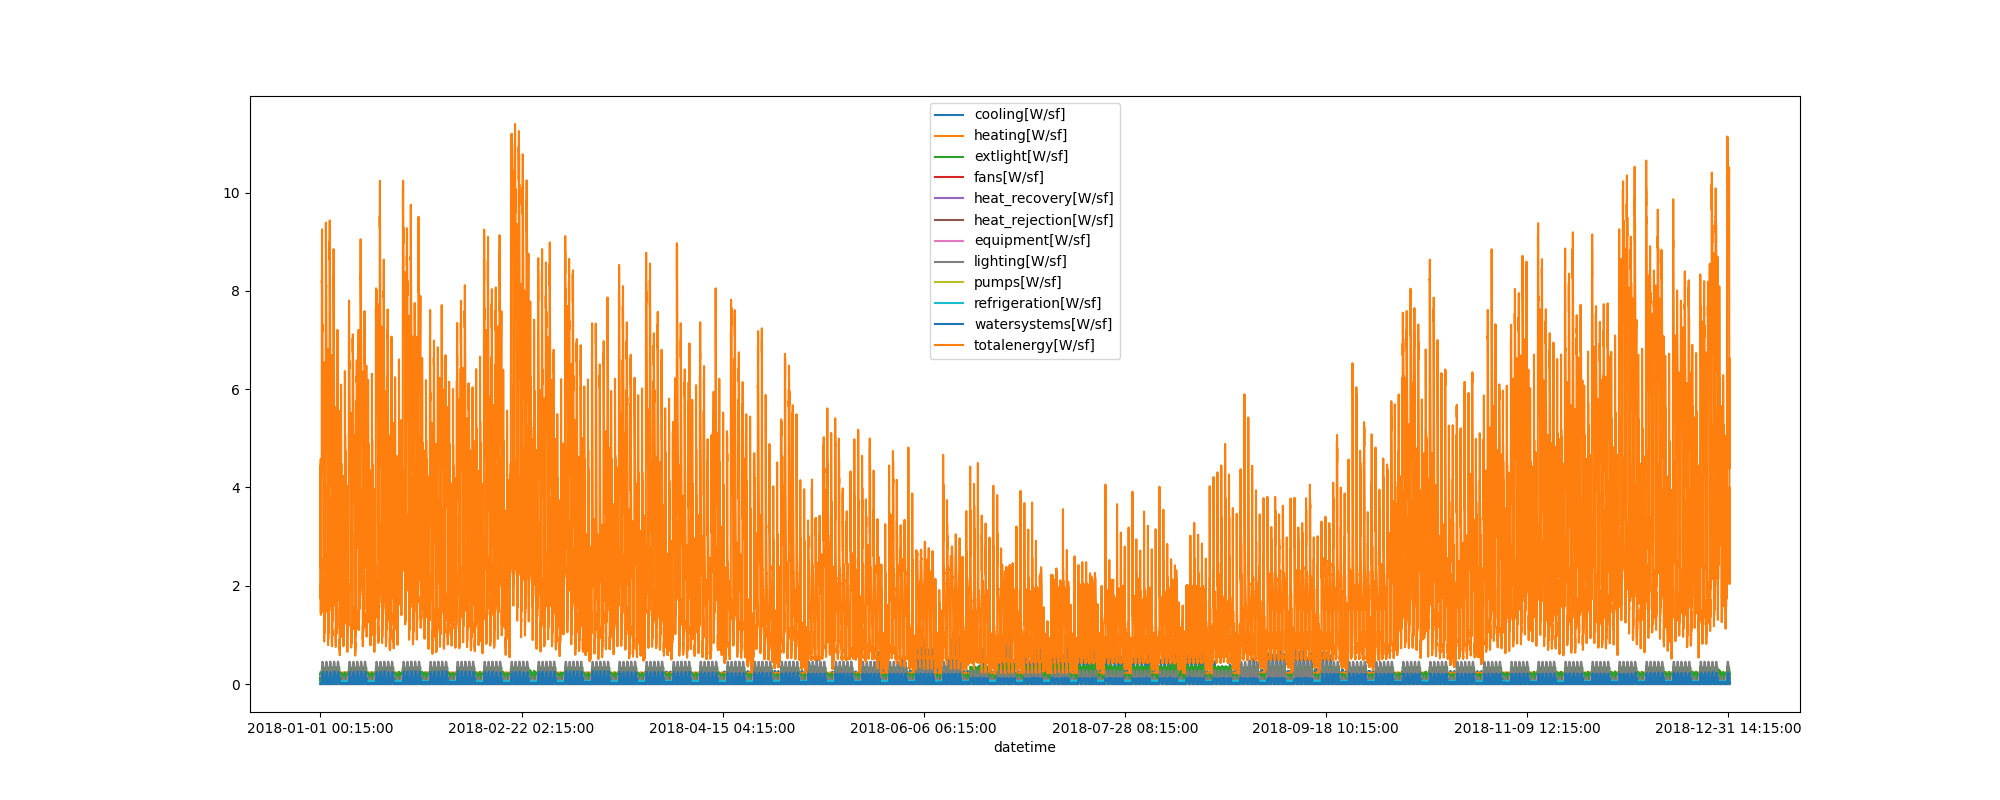 cooling[W/sf]
heating[W/sf]
extlight[W/sf]
fans[W/sf]
heat_recovery[W/sf]
heat_rejection[W/sf]
equipment[W/sf]
lighting[W/sf]
pumps[W/sf]
refrigeration[W/sf]
watersystems[W/sf]
totalenergy[W/sf]
10
8
6
4
2
0
2018-01-01 00:15:00 2018-02-22 02:15:00 2018-04-15 04:15:00 2018-06-06 06:15:00 2018-07-28 08:15:00 2018-09-18 10:15:00 2018-11-09 12:15:00 2018-12-31 14:15:00
datetime